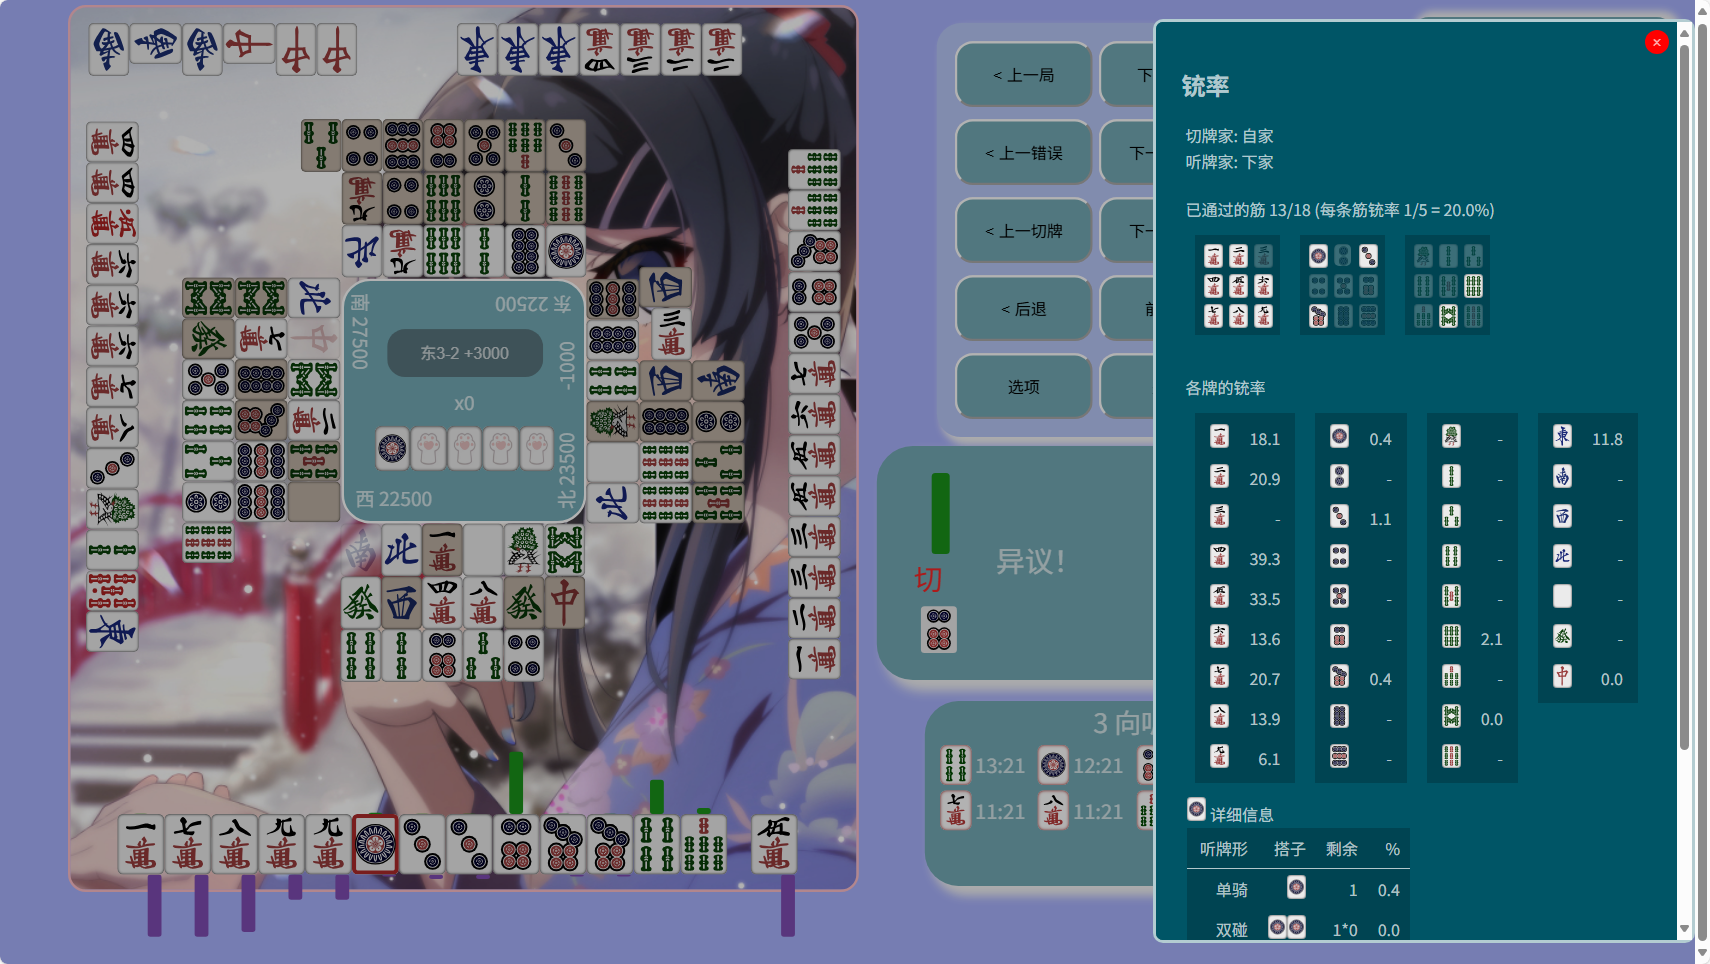 < 上一局
下
< 上一错误
下一
< 上一切牌
下一
< 后退
前
选项
南 27500
东 22500
东3-2 +3000
-1000
x0
北 23500
西 22500
切
异议!
3 向听
13:21
12:21
11:21
11:21
×
铳率
切牌家: 自家
听牌家: 下家
已通过的筋 13/18 (每条筋铳率 1/5 = 20.0%)
各牌的铳率
18.1 0.4 - 11.8
20.9 - - -
- 1.1 - -
39.3 - - -
33.5 - - -
13.6 - 2.1 -
20.7 0.4 - 0.0
13.9 - 0.0
6.1 - -
详细信息
听牌形 搭子 剩余 %
单骑 1 0.4
双碰 1*0 0.0